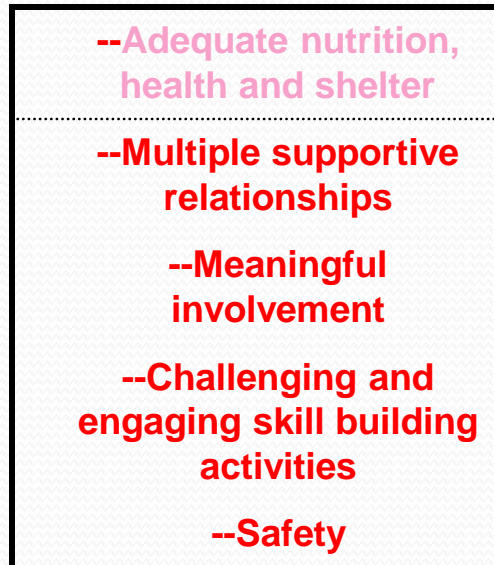 --Adequate nutrition,
health and shelter
--Multiple supportive
relationships
--Meaningful
involvement
--Challenging and
engaging skill building
activities
--Safety